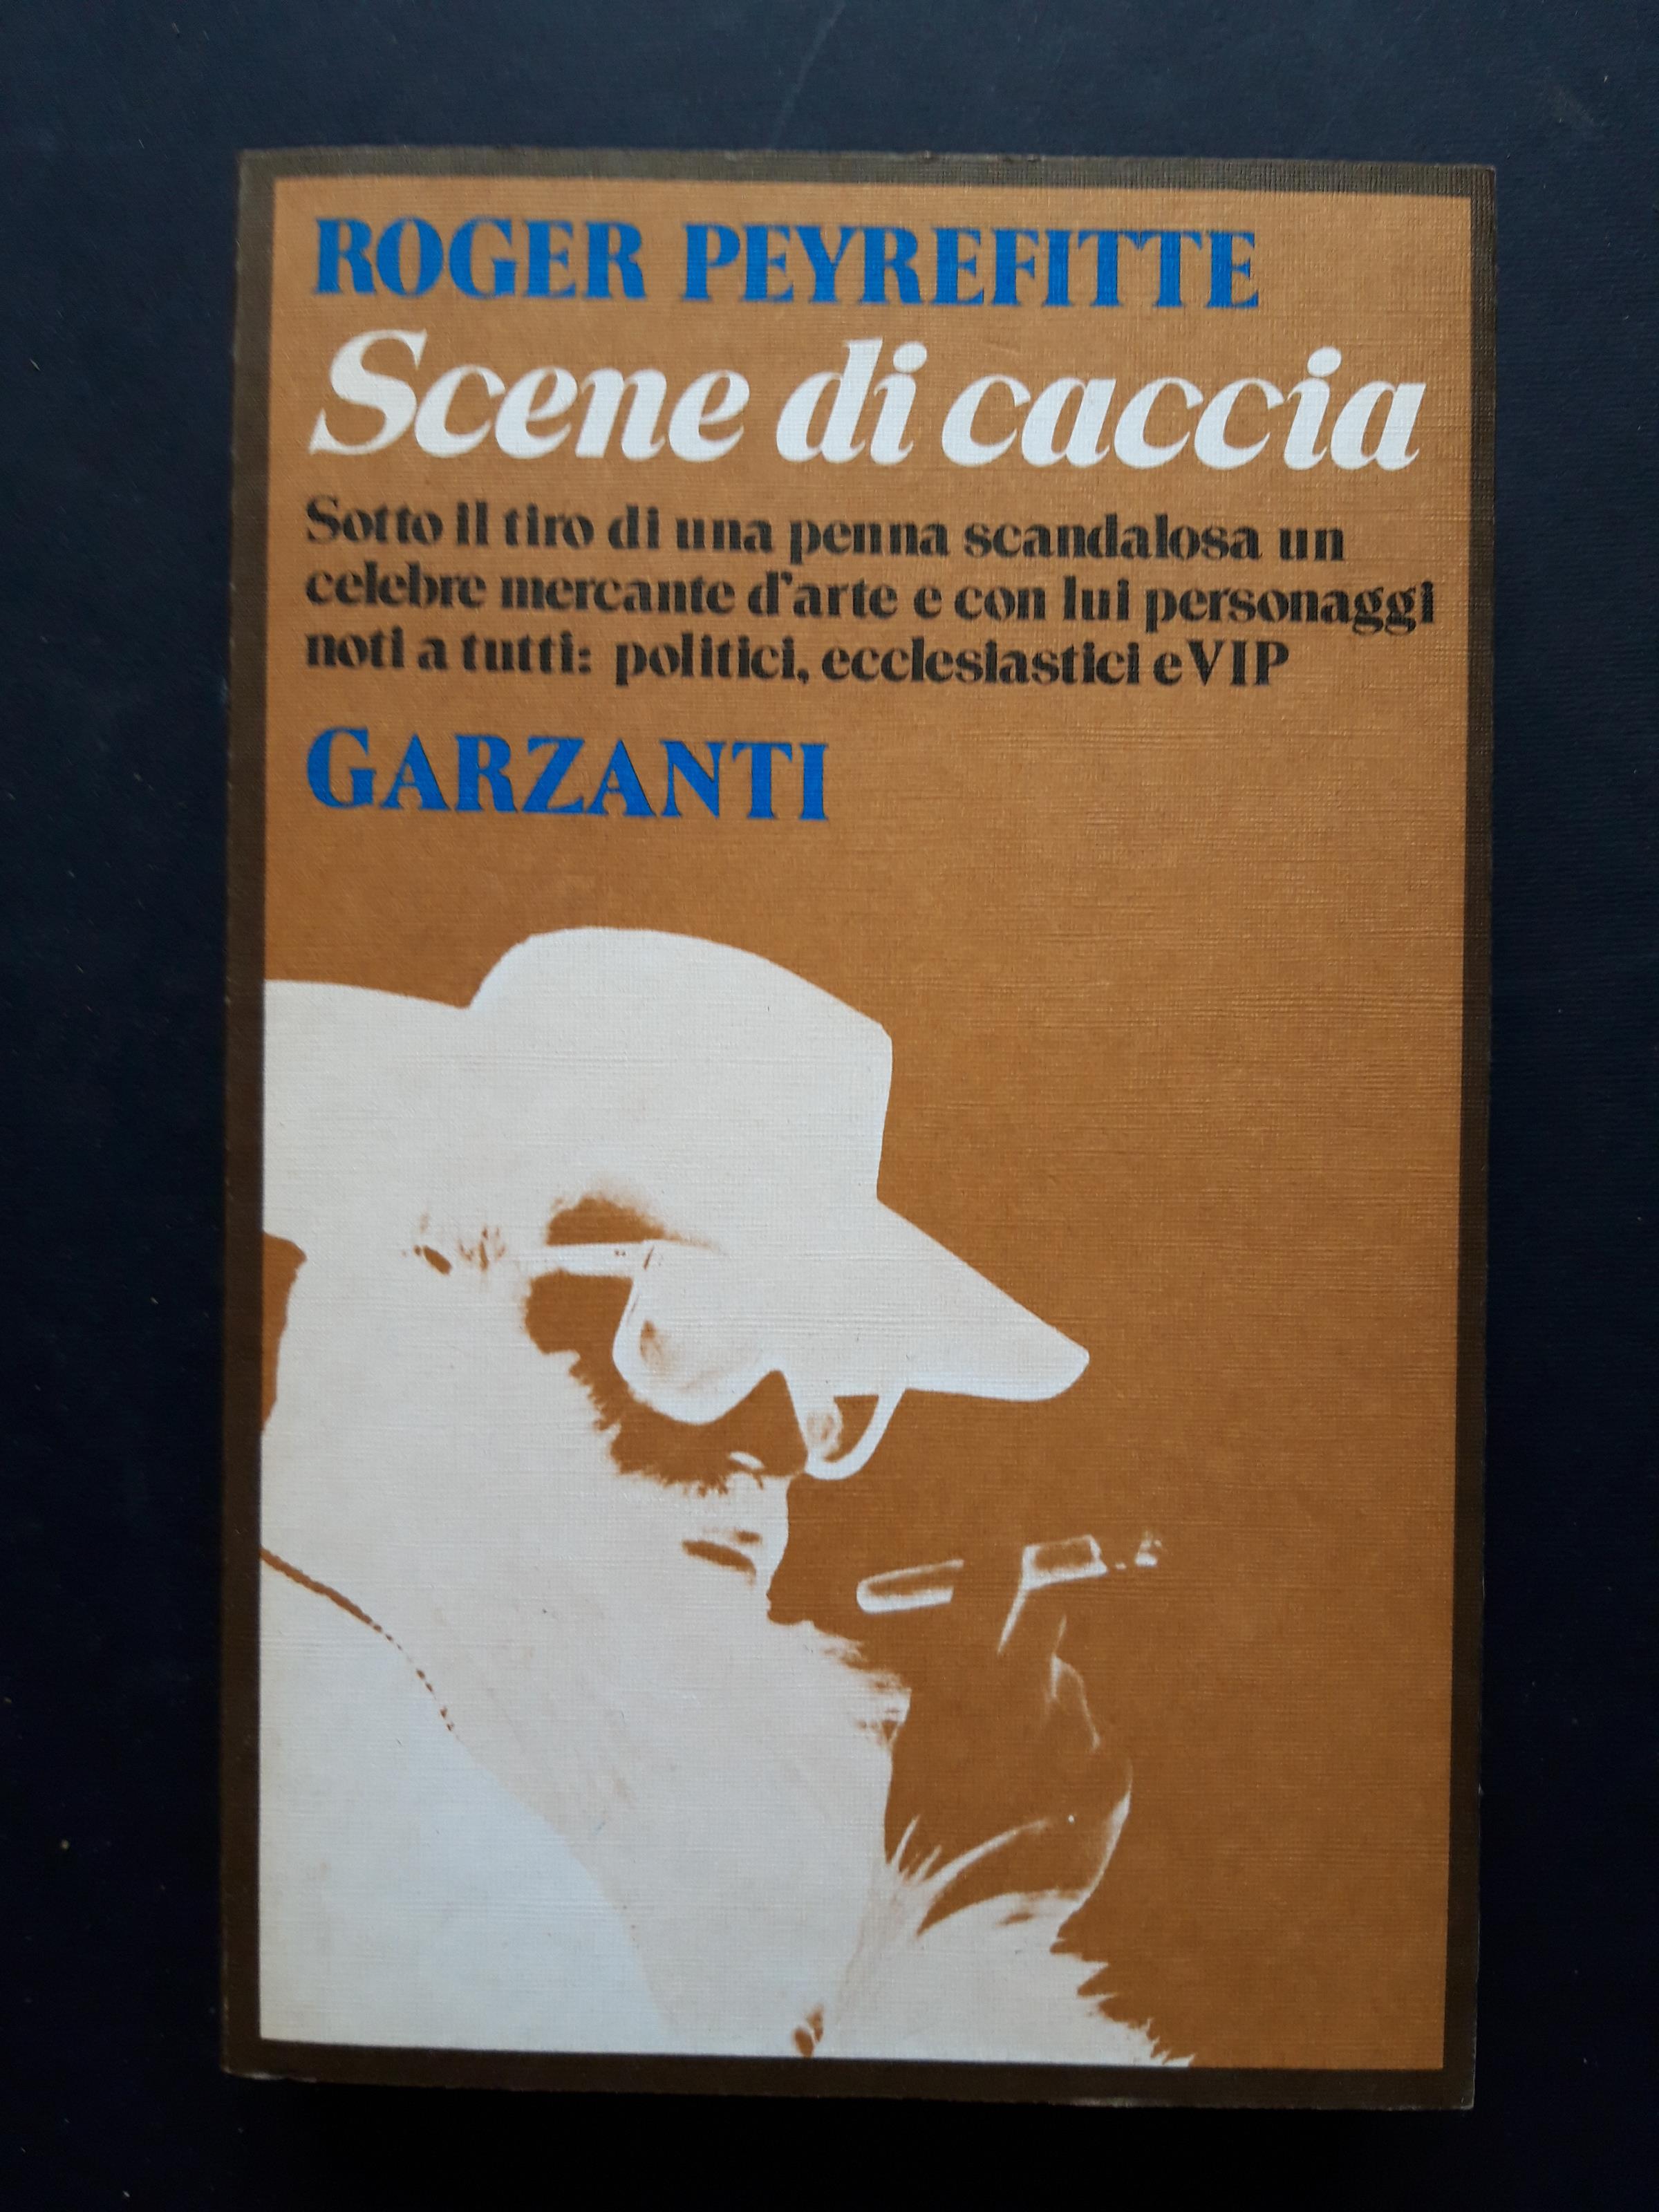 ROGER PEYREFITTE
Scene di caccia
Sotto il tiro di una penna scandalosa un
celebre mercante d'arte e con lui personaggi
noti a tutti: politici, ecclesiastici e VIP
GARZANTI